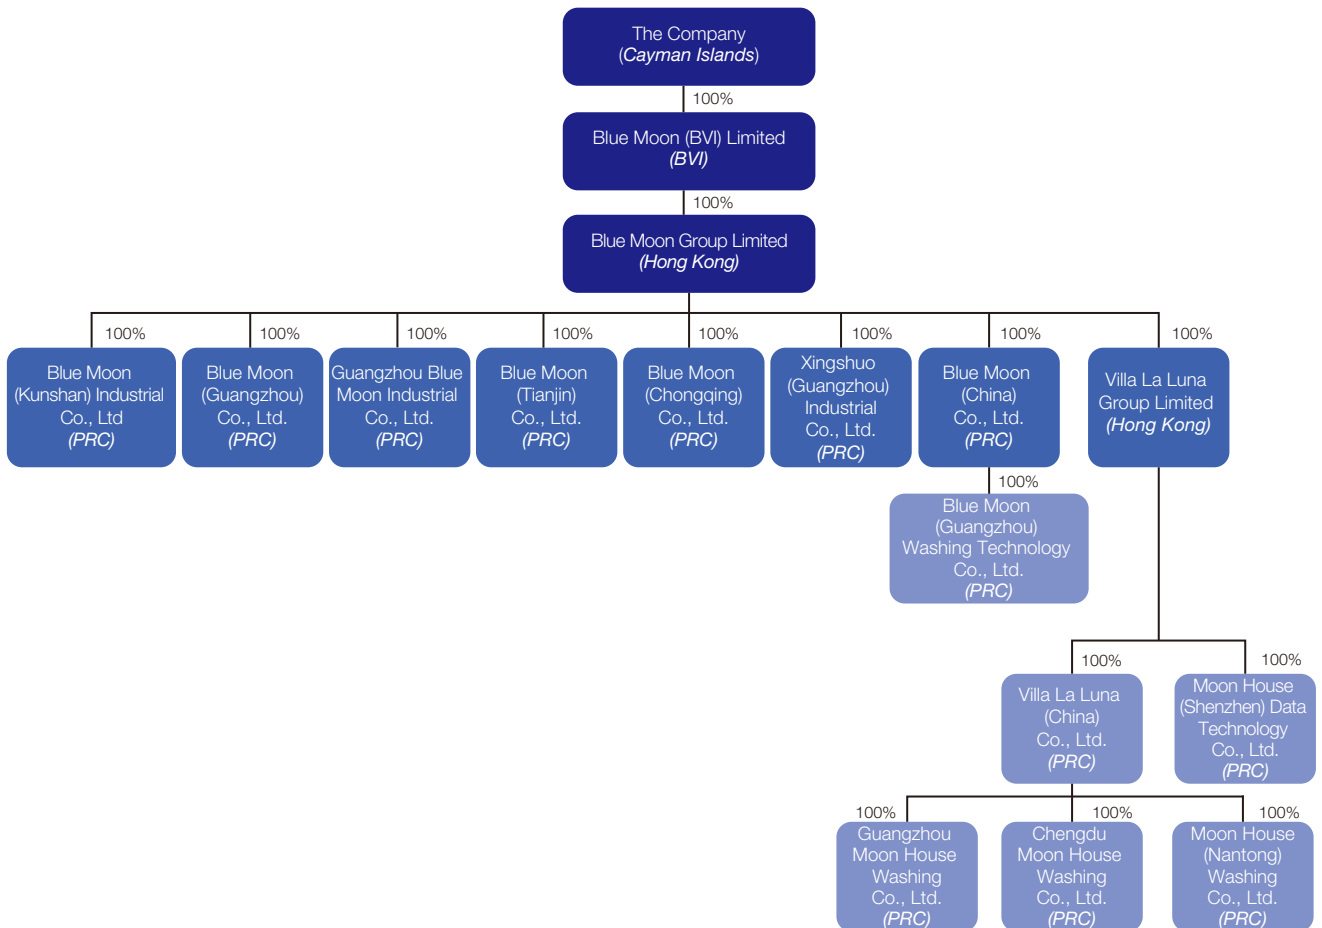 The Company
(Cayman Islands)
100%
Blue Moon (BVI) Limited
(BVI)
100%
Blue Moon Group Limited
(Hong Kong)
100%
100%
100%
100%
100%
100%
100%
100%
Blue Moon
(Kunshan) Industrial
Co., Ltd
(PRC)
Blue Moon
(Guangzhou)
Co., Ltd.
(PRC)
Guangzhou Blue
Moon Industrial
Co., Ltd.
(PRC)
Blue Moon
(Tianjin)
Co., Ltd.
(PRC)
Blue Moon
(Chongqing)
Co., Ltd.
(PRC)
Xingshuo
(Guangzhou)
Industrial
Co., Ltd.
(PRC)
Blue Moon
(China)
Co., Ltd.
(PRC)
Villa La Luna
Group Limited
(Hong Kong)
100%
Blue Moon
(Guangzhou)
Washing Technology
Co., Ltd.
(PRC)
100%
100%
Villa La Luna
(China)
Co., Ltd.
(PRC)
Moon House
(Shenzhen) Data
Technology
Co., Ltd.
(PRC)
100%
100%
100%
Guangzhou
Moon House
Washing
Co., Ltd.
(PRC)
Chengdu
Moon House
Washing
Co., Ltd.
(PRC)
Moon House
(Nantong)
Washing
Co., Ltd.
(PRC)